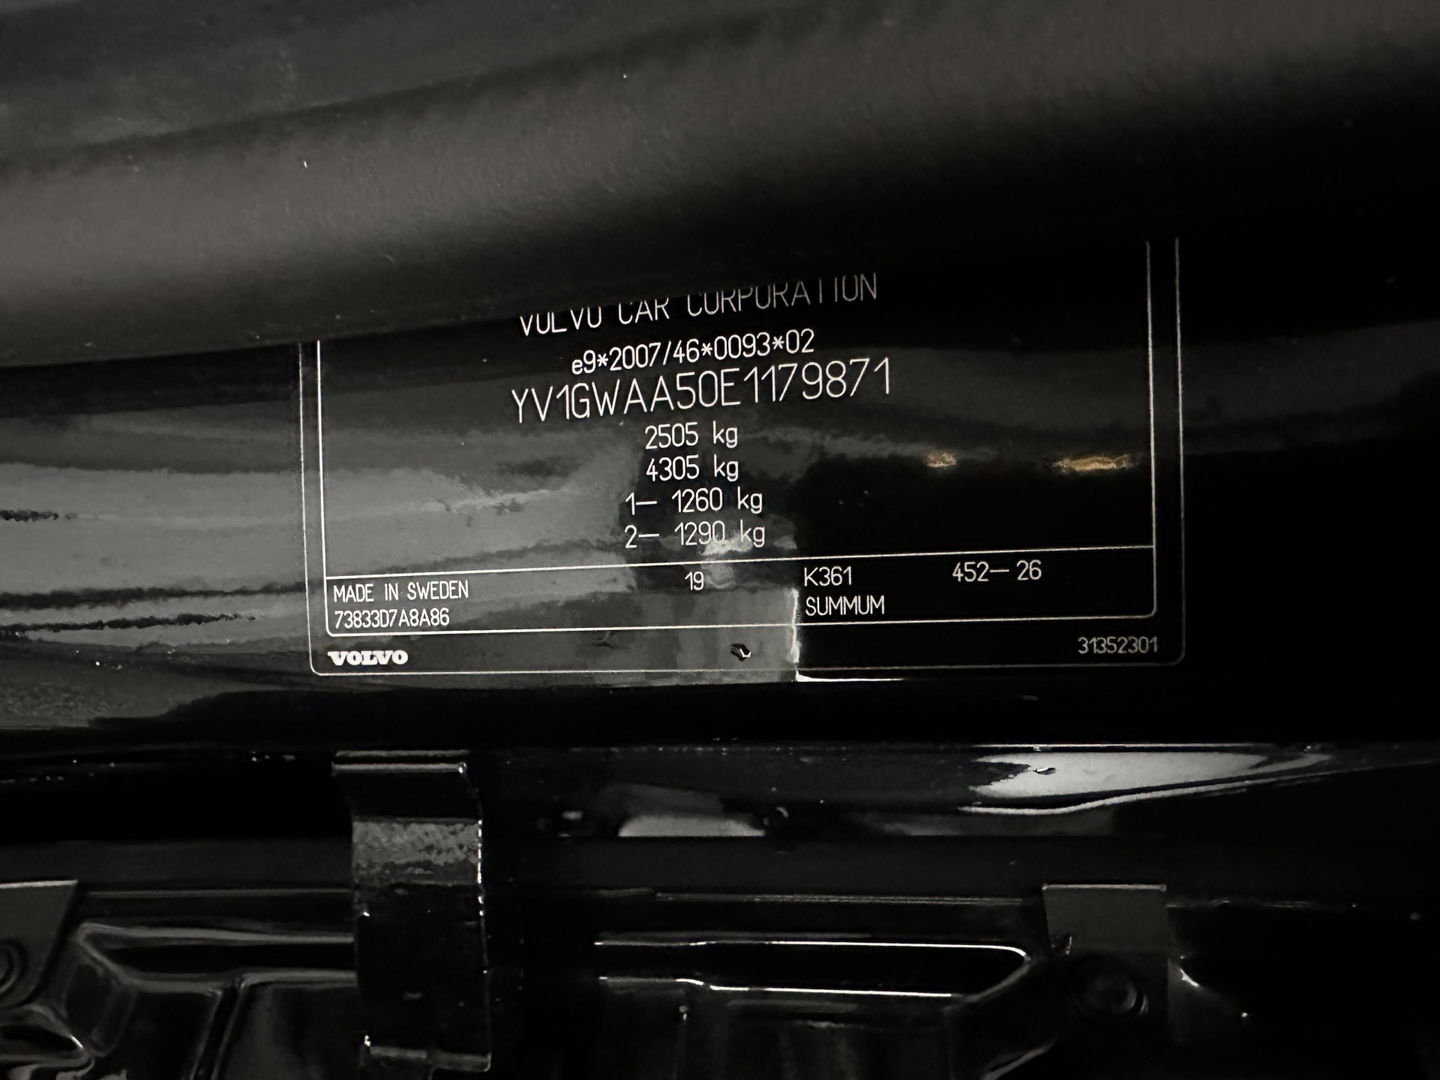 VOLVO CAR CORPORATION
e9*2007/46*0093*02
YV1GWAA50E1179871
2505 kg
4305 kg
1– 1260 kg
2– 1290 kg
MADE IN SWEDEN 19 K361 452–26
73833D7A8A86 SUMMUM
VOLVO 31352301